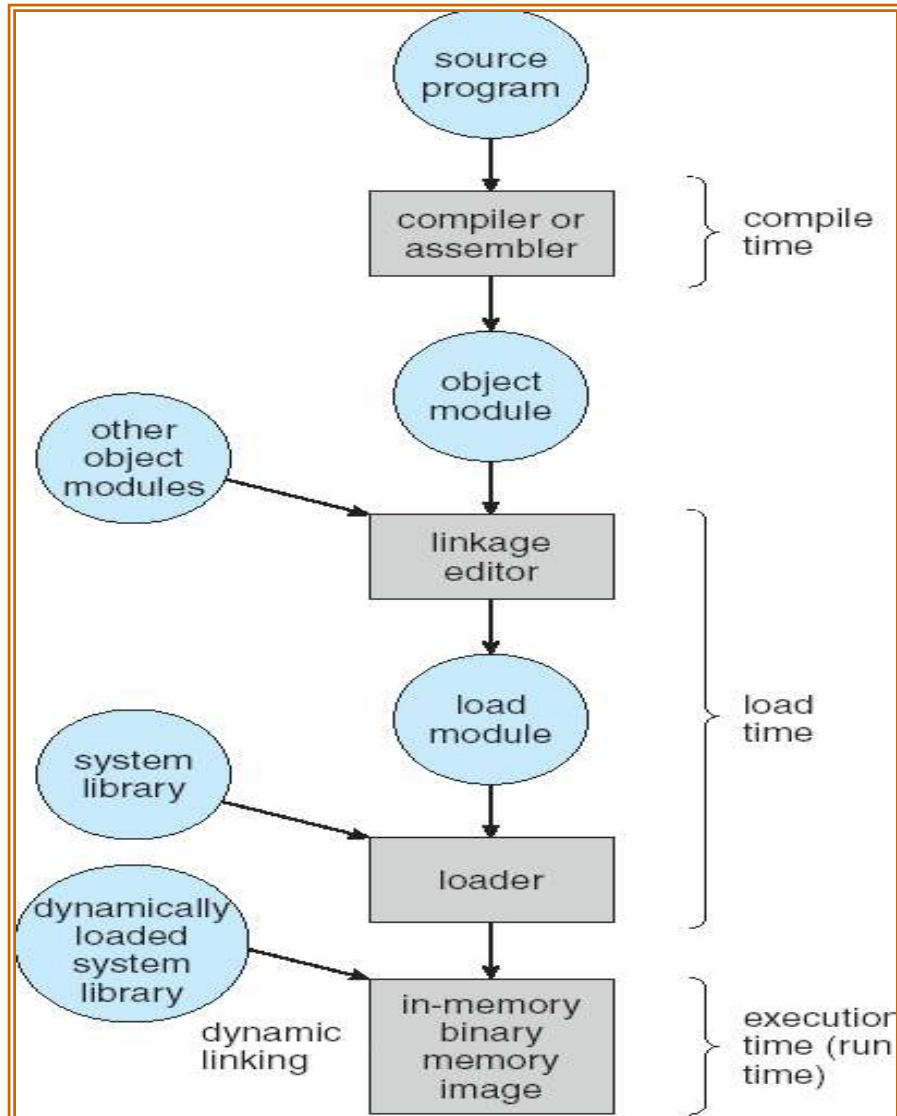 source
program
compiler or
assembler
compile
time
object
module
other
object
modules
linkage
editor
load
module
load
time
system
library
loader
dynamically
loaded
system
library
dynamic
linking
in-memory
binary
memory
image
execution
time (run
time)